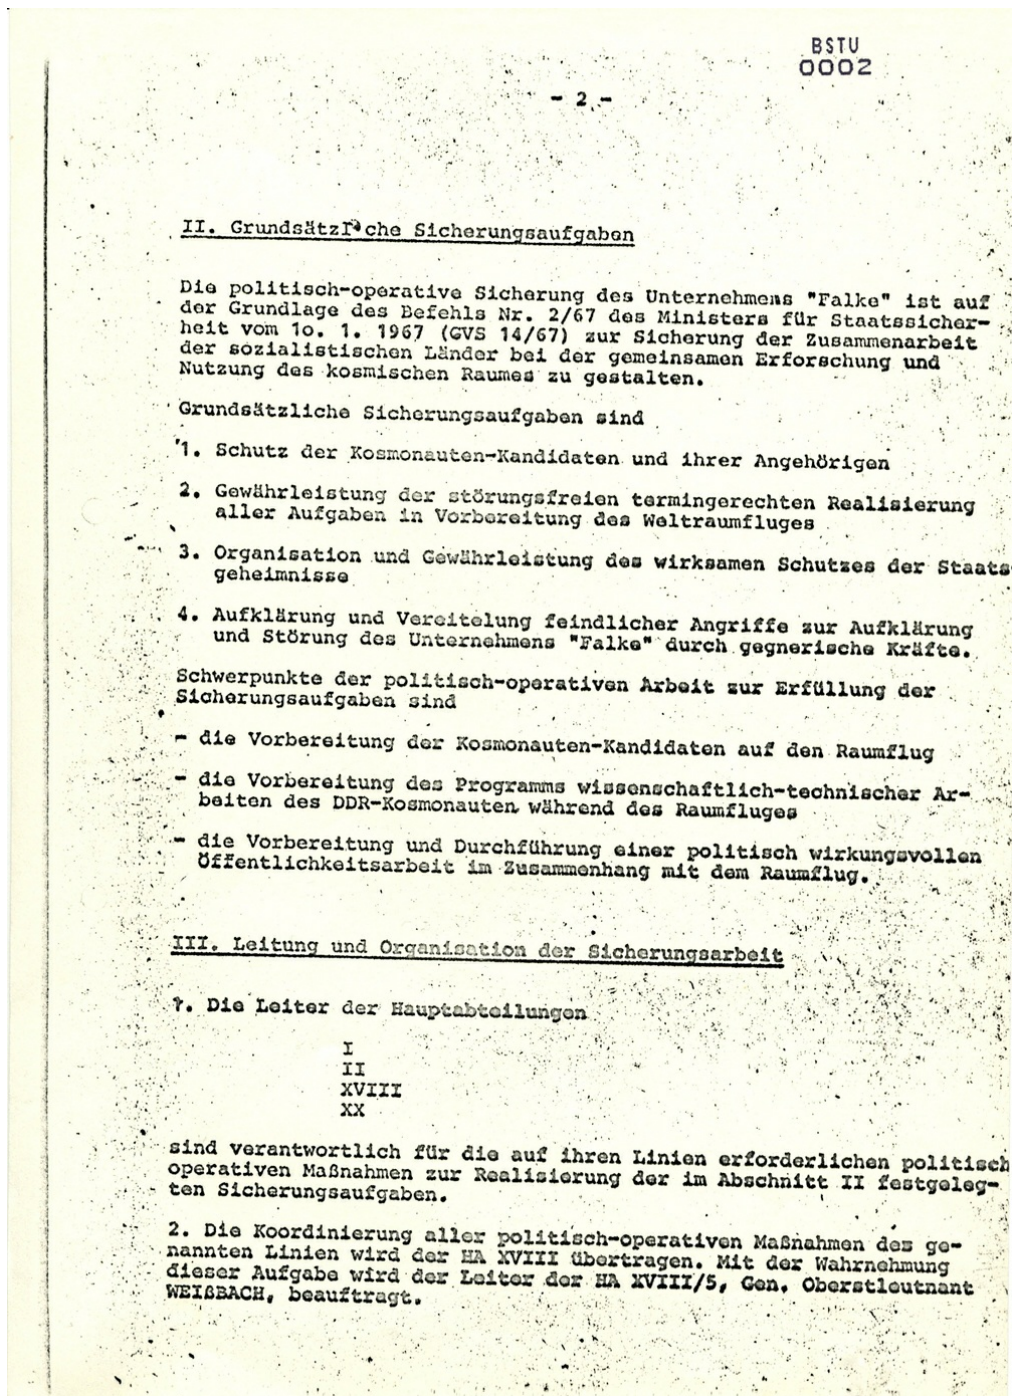 BSTU
0002
- 2 -
II. Grundsätzliche Sicherungsaufgaben
Die politisch-operative Sicherung des Unternehmens "Falke" ist auf
der Grundlage des Befehls Nr. 2/67 des Ministers für Staatssicher-
heit vom 1o. 1. 1967 (GVS 14/67) zur Sicherung der Zusammenarbeit
der sozialistischen Länder bei der gemeinsamen Erforschung und
Nutzung des kosmischen Raumes zu gestalten.
Grundsätzliche Sicherungsaufgaben sind
1. Schutz der Kosmonauten-Kandidaten und ihrer Angehörigen
2. Gewährleistung der störungsfreien termingerechten Realisierung
aller Aufgaben in Vorbereitung des Weltraumfluges
3. Organisation und Gewährleistung des wirksamen Schutzes der Staats
geheimnisse
4. Aufklärung und Vereitelung feindlicher Angriffe zur Aufklärung
und Störung des Unternehmens "Falke" durch gegnerische Kräfte.
Schwerpunkte der politisch-operativen Arbeit zur Erfüllung der
Sicherungsaufgaben sind
- die Vorbereitung der Kosmonauten-Kandidaten auf den Raumflug
- die Vorbereitung des Programms wissenschaftlich-technischer Ar-
beiten des DDR-Kosmonauten während des Raumfluges
- die Vorbereitung und Durchführung einer politisch wirkungsvollen
Öffentlichkeitsarbeit im Zusammenhang mit dem Raumflug.
III. Leitung und Organisation der Sicherungsarbeit
1. Die Leiter der Hauptabteilungen
I
II
XVIII
XX
sind verantwortlich für die auf ihren Linien erforderlichen politisch
operativen Maßnahmen zur Realisierung der im Abschnitt II festgeleg-
ten Sicherungsaufgaben.
2. Die Koordinierung aller politisch-operativen Maßnahmen des ge-
nannten Linien wird der HA XVIII übertragen. Mit der Wahrnehmung
dieser Aufgabe wird der Leiter der HA XVIII/5, Gen. Oberstleutnant
WEIßBACH, beauftragt.